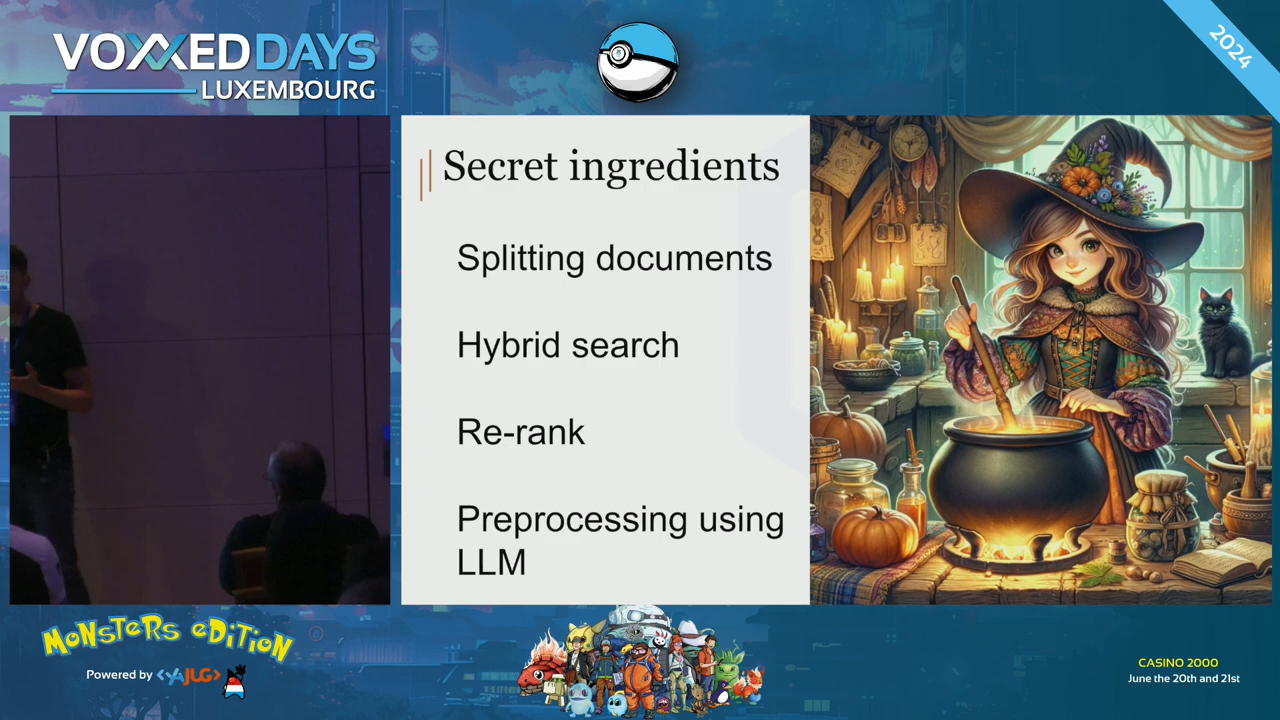 VOXXEDDAYS
LUXEMBOURG
2024
Secret ingredients
Splitting documents
Hybrid search
Re-rank
Preprocessing using
LLM
MONSTERS EDITION
Powered by <YAJUG>
CASINO 2000
June the 20th and 21st